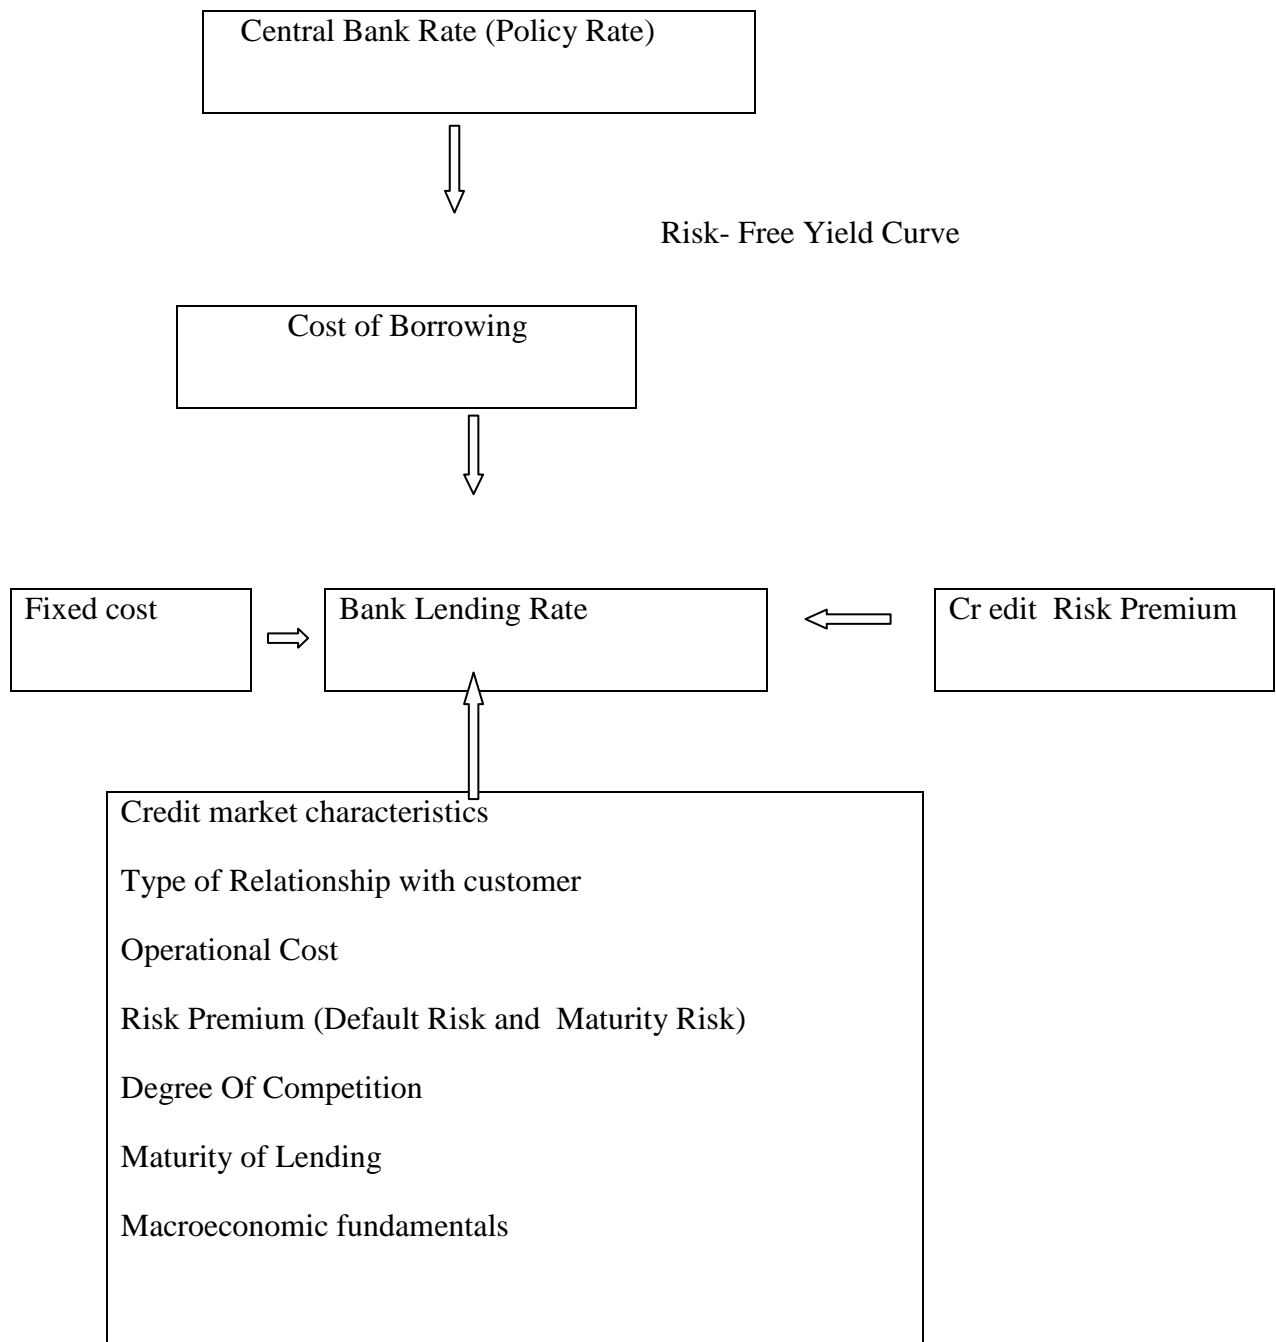 Central Bank Rate (Policy Rate)
Risk- Free Yield Curve
Cost of Borrowing
Fixed cost
Bank Lending Rate
Cr edit  Risk Premium
Credit market characteristics
Type of Relationship with customer
Operational Cost
Risk Premium (Default Risk and  Maturity Risk)
Degree Of Competition
Maturity of Lending
Macroeconomic fundamentals